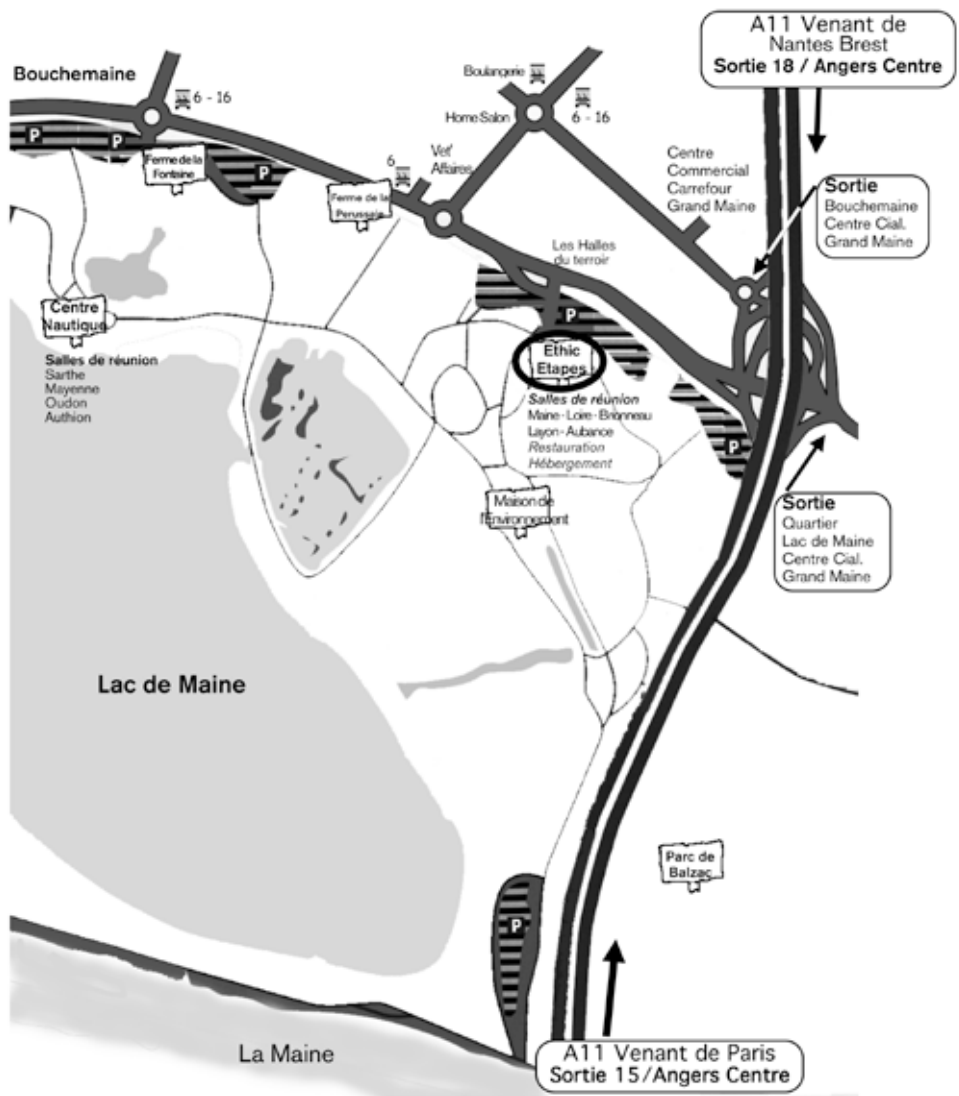 A11 Venant de
Nantes Brest
Sortie 18 / Angers Centre
Bouchemaine
6 - 16
Boulangerie
Home Salon
6 - 16
P
P
P
Ferme de la
Fontaine
6
Vet'
Affaires
Ferme de la
Perussaie
Centre
Commercial
Carrefour
Grand Maine
Sortie
Bouchemaine
Centre Cial.
Grand Maine
Les Halles
du terroir
P
Centre
Nautique
Salles de réunion
Sarthe
Mayenne
Oudon
Authion
Ethic
Etapes
Salles de réunion
Maine - Loire - Brionneau
Layon - Aubance
Restauration
Hébergement
P
Maison de
l'Environnement
Sortie
Quartier
Lac de Maine
Centre Cial.
Grand Maine
Lac de Maine
Parc de
Balzac
P
La Maine
A11 Venant de Paris
Sortie 15/Angers Centre